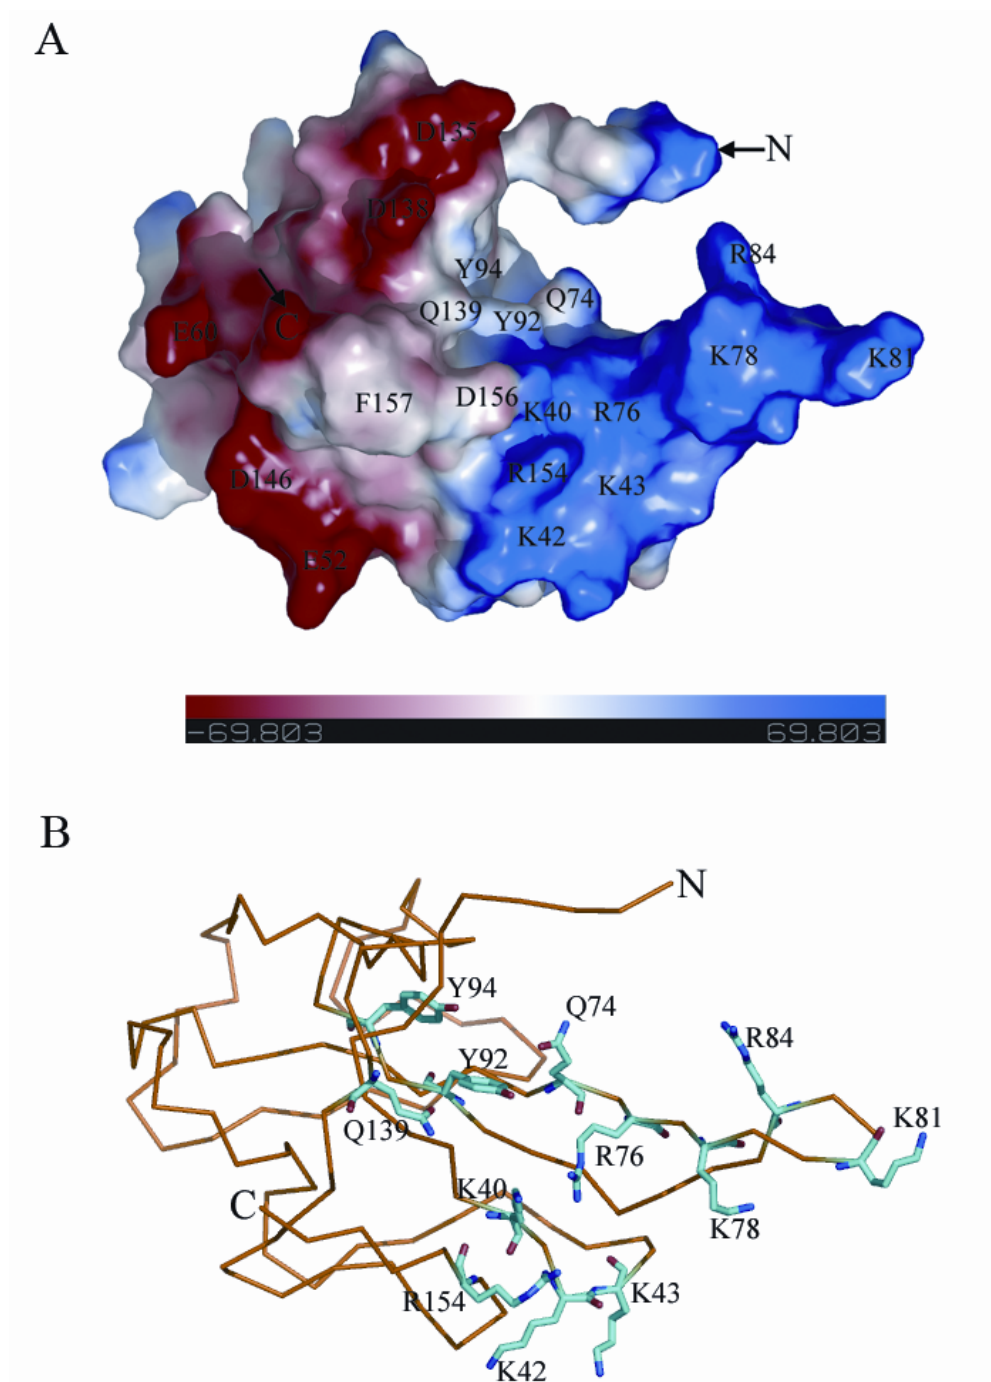 A
D135
N
D138
R84
Y94
Q74
Q139
Y92
E60
C
K78
K81
F157
D156
K40
R76
D146
R154
K43
K42
E52
-69.803 69.803
B
N
Y94
Q74
R84
Y92
K81
Q139
R76
K40
C
K78
R154
K43
K42